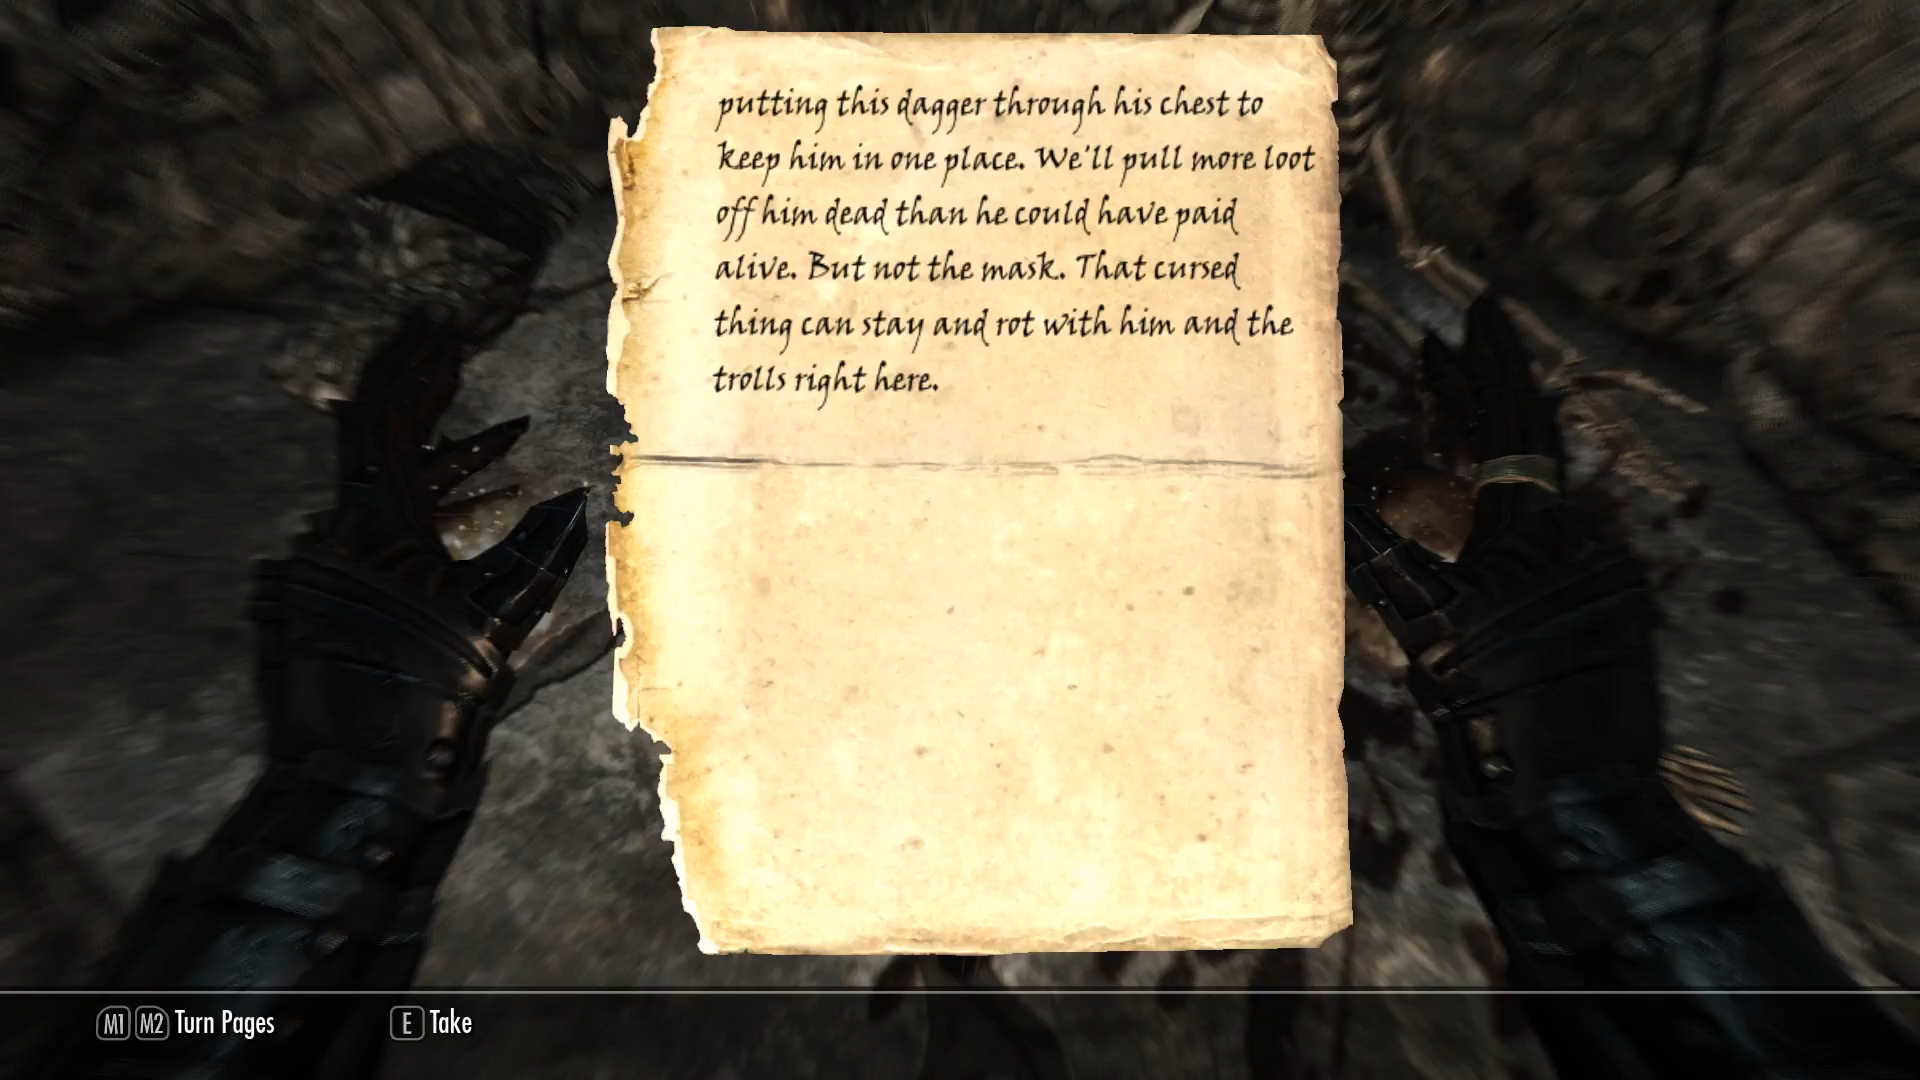 putting this dagger through his chest to
keep him in one place. We'll pull more loot
off him dead than he could have paid
alive. But not the mask. That cursed
thing can stay and rot with him and the
trolls right here.
M1 M2 Turn Pages
E Take